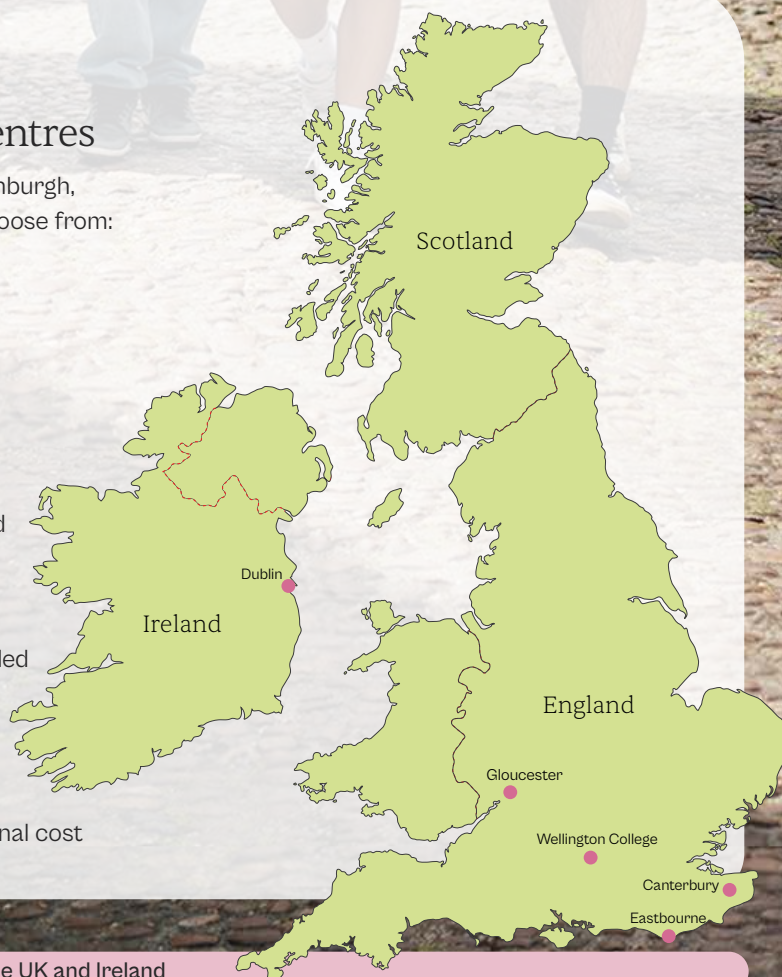 entres
nburgh,
oose from:
Scotland
d
Dublin
Ireland
led
England
Gloucester
nal cost
Wellington College
Canterbury
Eastbourne
e UK and Ireland